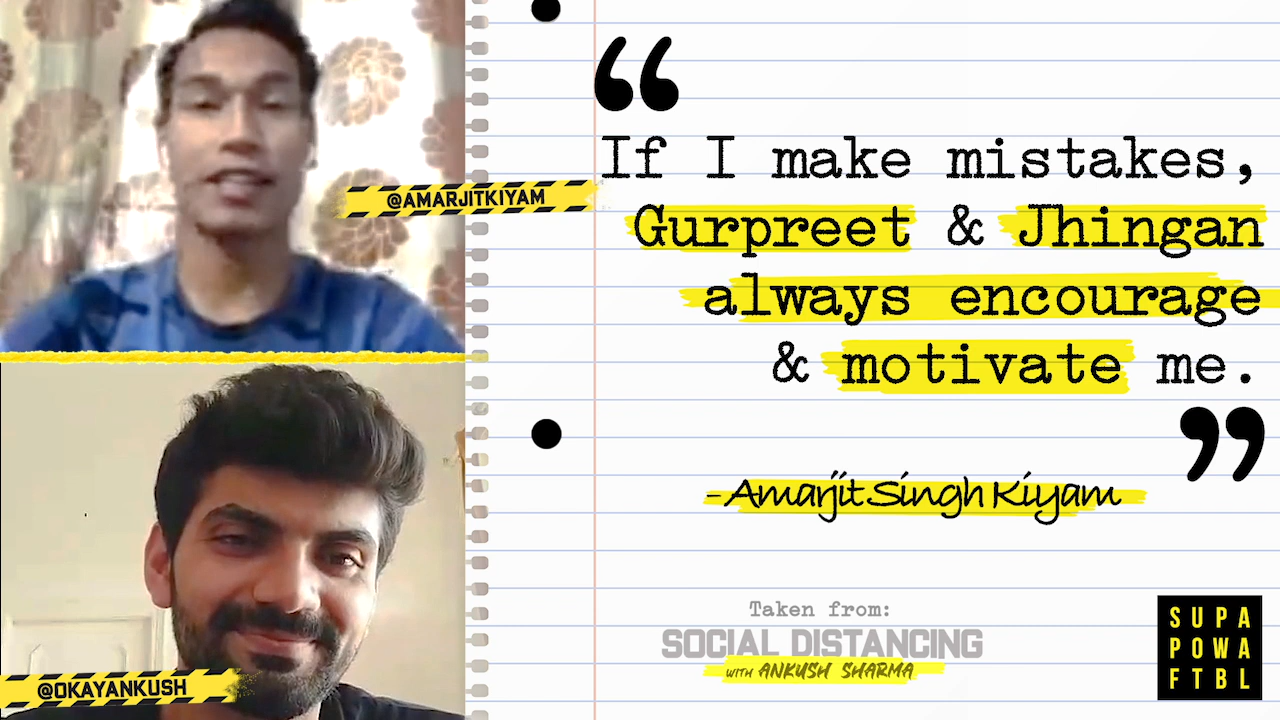 “
If I make mistakes,
Gurpreet & Jhingan
always encourage
& motivate me.
”
- Amarjit Singh Kiyam
@AMARJITKIYAM
@OKAYANKUSH
Taken from:
SOCIAL DISTANCING
WITH ANKUSH SHARMA
SUPA
POWA
FTBL